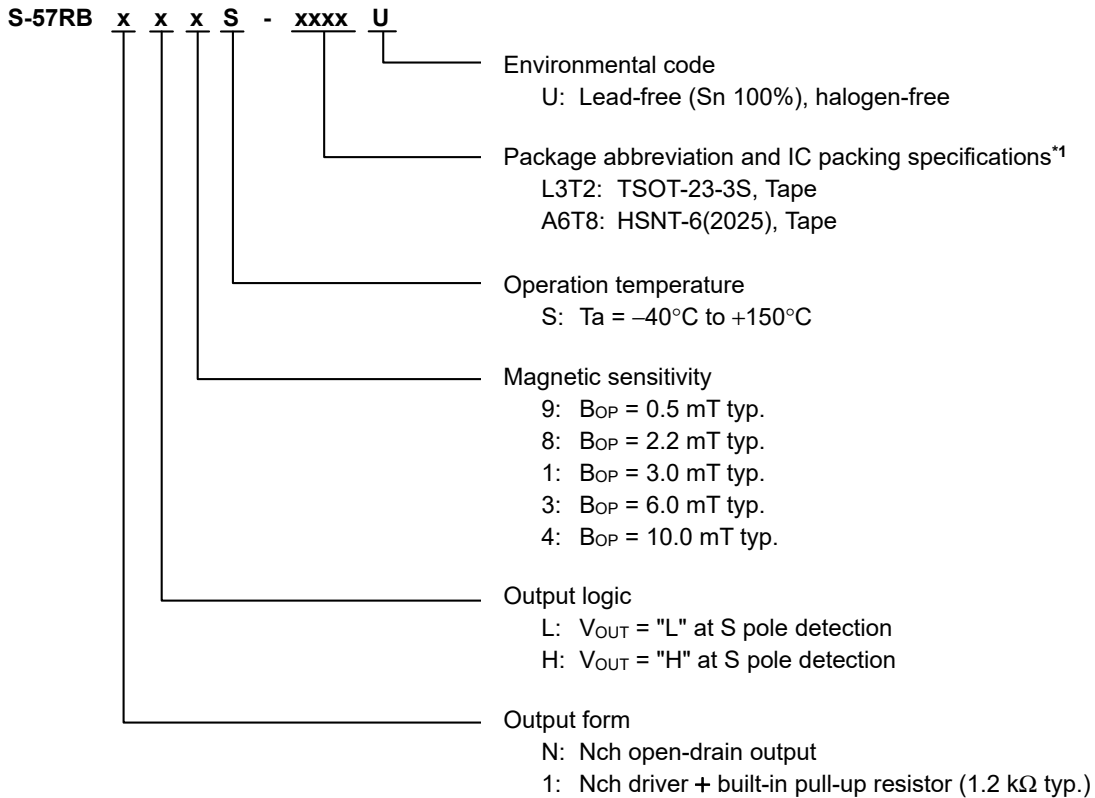 S-57RB x x x S - xxxx U
Environmental code
U: Lead-free (Sn 100%), halogen-free
Package abbreviation and IC packing specifications*1
L3T2: TSOT-23-3S, Tape
A6T8: HSNT-6(2025), Tape
Operation temperature
S: Ta = −40°C to +150°C
Magnetic sensitivity
9: BOP = 0.5 mT typ.
8: BOP = 2.2 mT typ.
1: BOP = 3.0 mT typ.
3: BOP = 6.0 mT typ.
4: BOP = 10.0 mT typ.
Output logic
L: VOUT = "L" at S pole detection
H: VOUT = "H" at S pole detection
Output form
N: Nch open-drain output
1: Nch driver + built-in pull-up resistor (1.2 kΩ typ.)